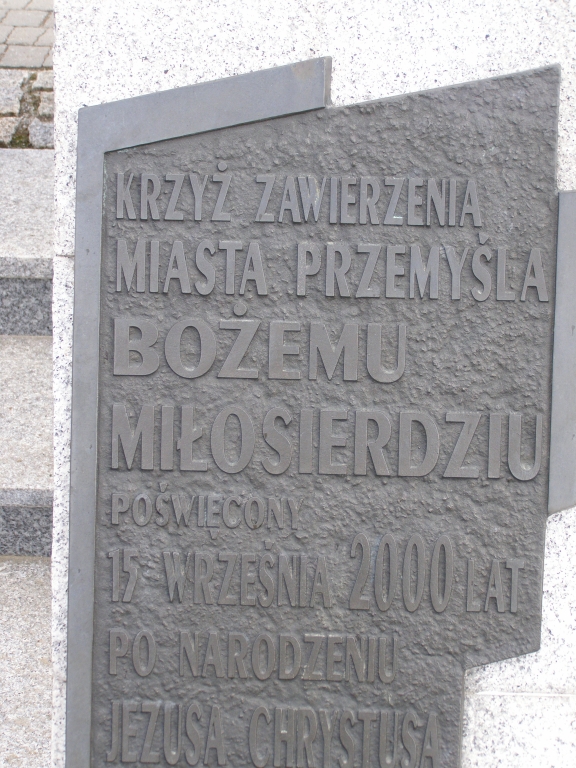 KRZYŻ ZAWIERZENIA
MIASTA PRZEMYŚLA
BOŻEMU
MIŁOSIERDZIU
POŚWIĘCONY
15 WRZEŚNIA 2000 LAT
PO NARODZENIU
JEZUSA CHRYSTUSA